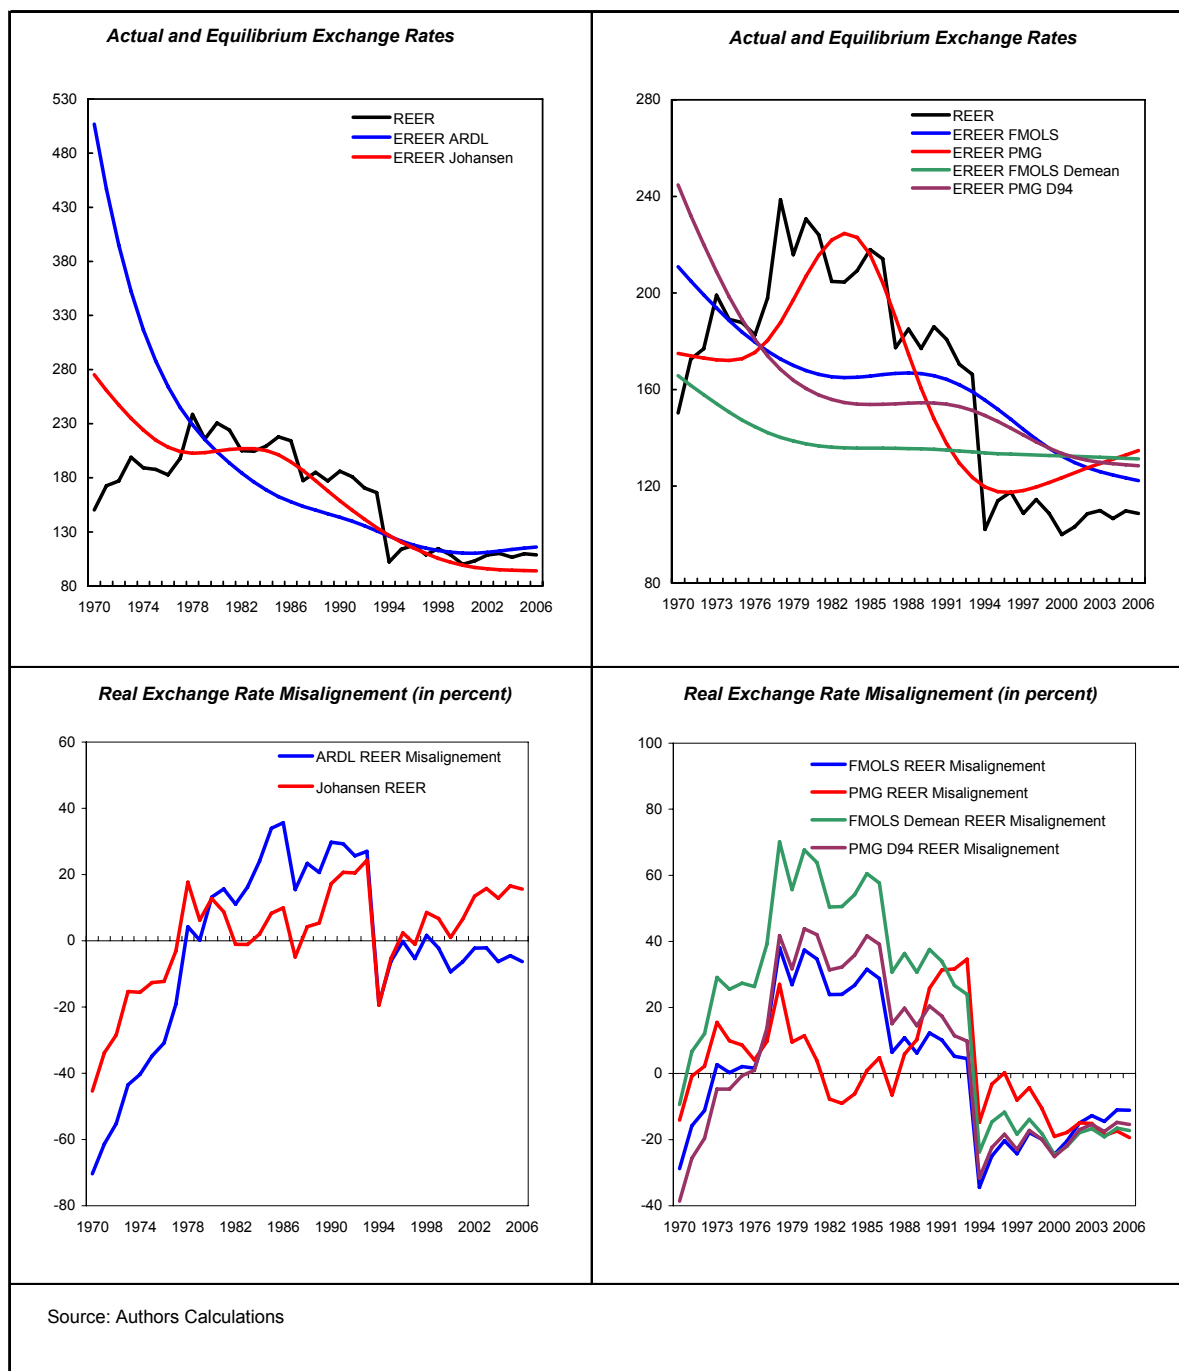 Actual and Equilibrium Exchange Rates
530
480
430
380
330
280
230
180
130
80
REER
EREER ARDL
EREER Johansen
1970 1974 1978 1982 1986 1990 1994 1998 2002 2006
Actual and Equilibrium Exchange Rates
280
240
200
160
120
80
REER
EREER FMOLS
EREER PMG
EREER FMOLS Demean
EREER PMG D94
1970 1973 1976 1979 1982 1985 1988 1991 1994 1997 2000 2003 2006
Real Exchange Rate Misalignement (in percent)
60
40
20
0
-20
-40
-60
-80
ARDL REER Misalignement
Johansen REER
1970 1974 1978 1982 1986 1990 1994 1998 2002 2006
Real Exchange Rate Misalignement (in percent)
100
80
60
40
20
0
-20
-40
FMOLS REER Misalignement
PMG REER Misalignement
FMOLS Demean REER Misalignement
PMG D94 REER Misalignement
1970 1973 1976 1979 1982 1985 1988 1991 1994 1997 2000 2003 2006
Source: Authors Calculations